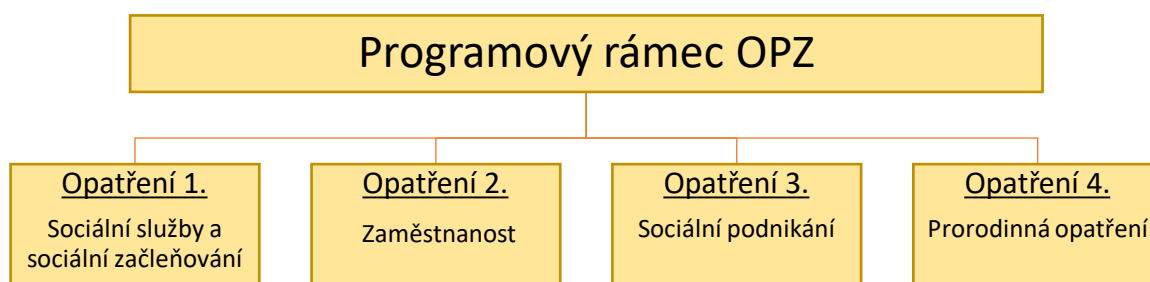 Programový rámec OPZ
Opatření 1.
Sociální služby a
sociální začleňování
Opatření 2.
Zaměstnanost
Opatření 3.
Sociální podnikání
Opatření 4.
Prorodinná opatření